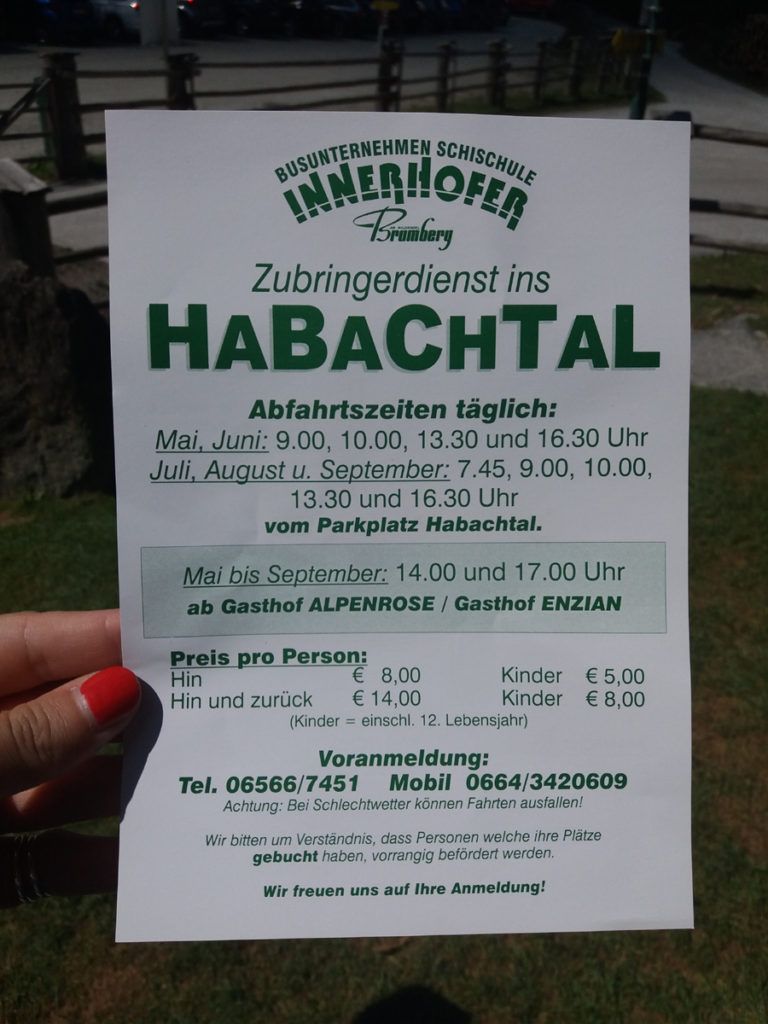 BUSUNTERNEHMEN SCHISCHULE
INNERHOFER
Bramberg
Zubringerdienst ins
HABACHTAL
Abfahrtszeiten täglich:
Mai, Juni: 9.00, 10.00, 13.30 und 16.30 Uhr
Juli, August u. September: 7.45, 9.00, 10.00,
13.30 und 16.30 Uhr
vom Parkplatz Habachtal.
Mai bis September: 14.00 und 17.00 Uhr
ab Gasthof ALPENROSE / Gasthof ENZIAN
Preis pro Person:
Hin € 8,00 Kinder € 5,00
Hin und zurück € 14,00 Kinder € 8,00
(Kinder = einschl. 12. Lebensjahr)
Voranmeldung:
Tel. 06566/7451 Mobil 0664/3420609
Achtung: Bei Schlechtwetter können Fahrten ausfallen!
Wir bitten um Verständnis, dass Personen welche ihre Plätze
gebucht haben, vorrangig befördert werden.
Wir freuen uns auf Ihre Anmeldung!